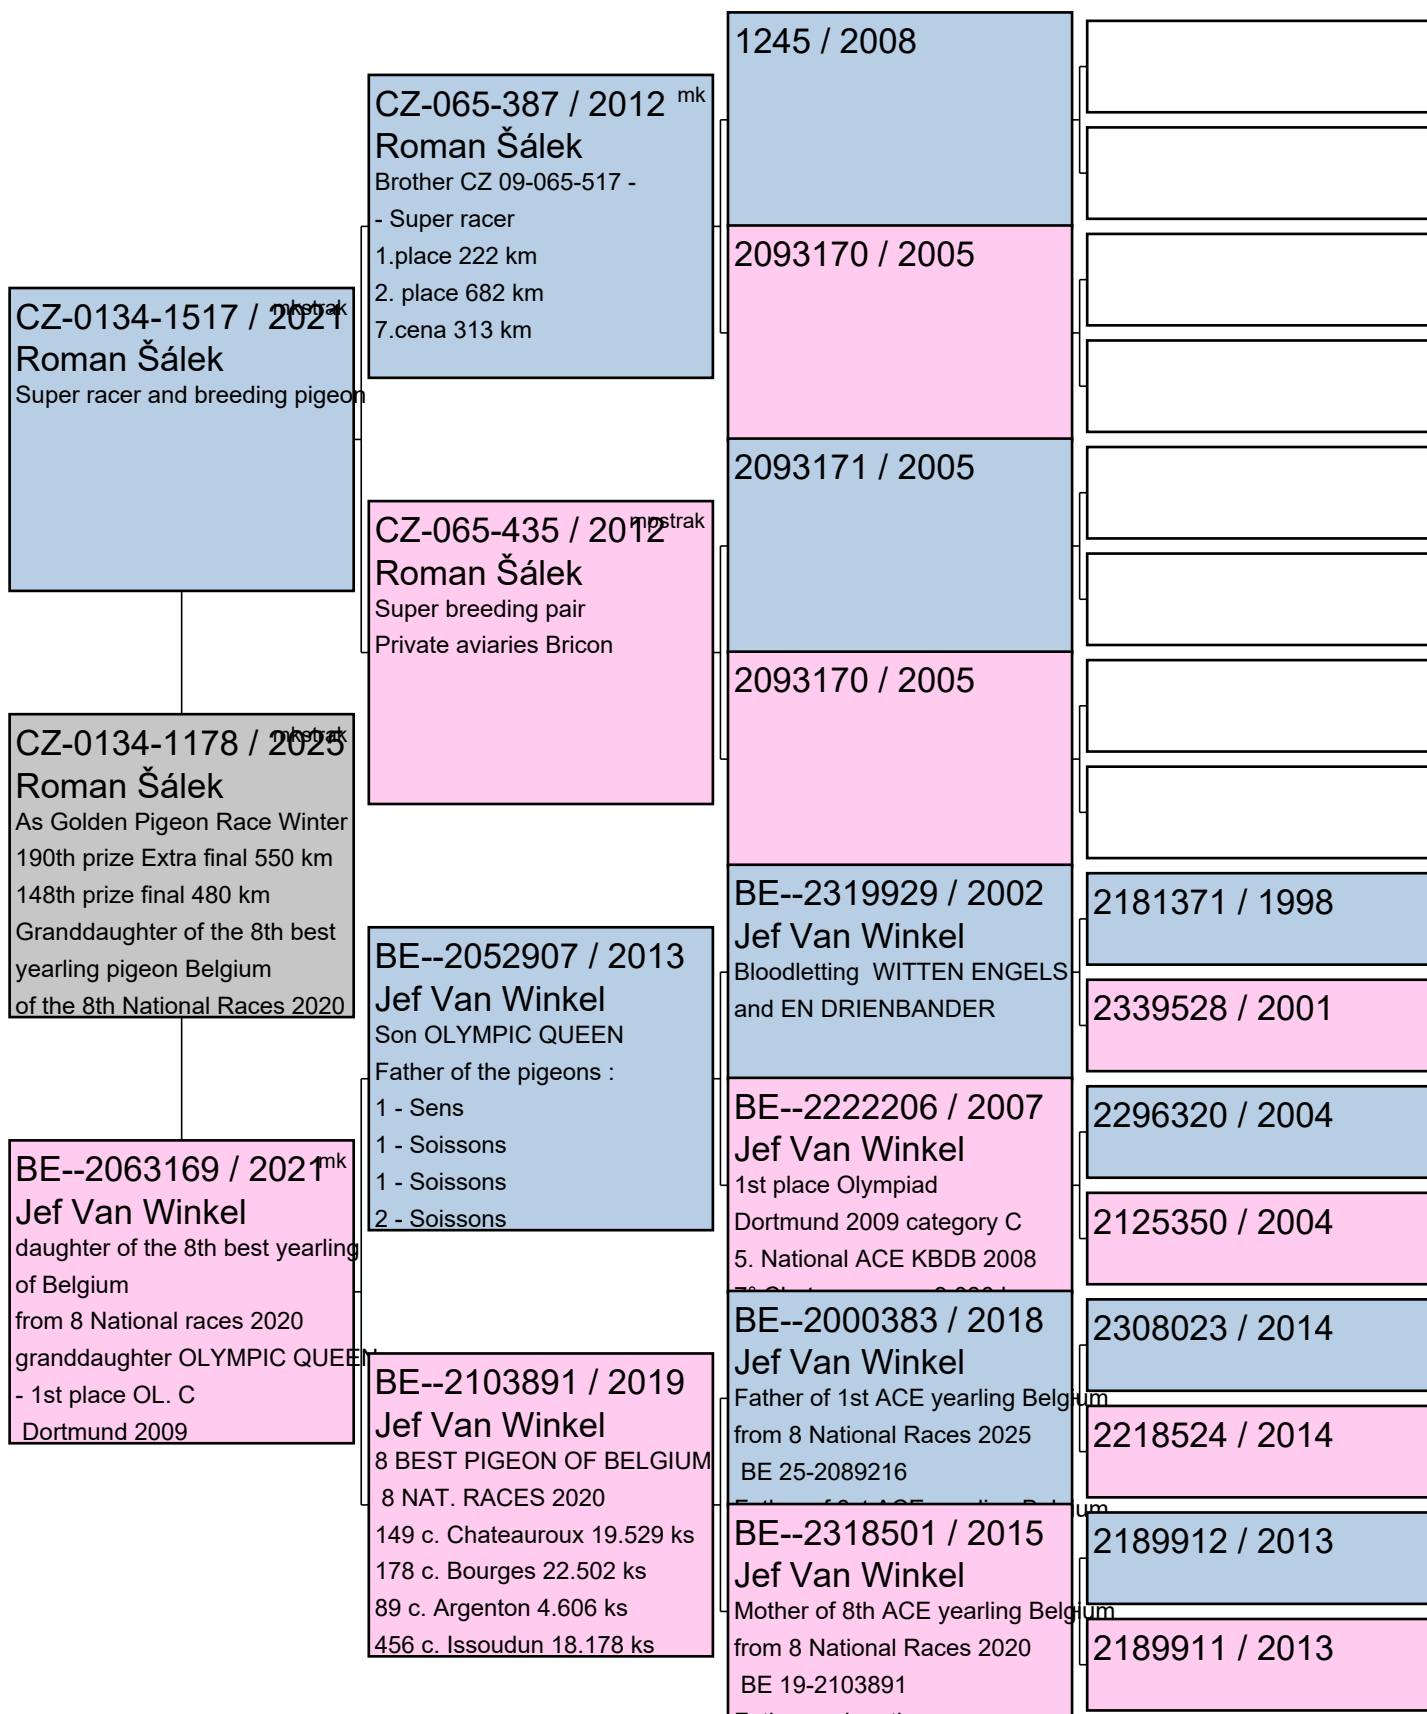 CZ-0134-1517 / 2021 mkstrak
Roman Šálek
Super racer and breeding pigeon
CZ-0134-1178 / 2025 mkstrak
Roman Šálek
As Golden Pigeon Race Winter
190th prize Extra final 550 km
148th prize final 480 km
Granddaughter of the 8th best
yearling pigeon Belgium
of the 8th National Races 2020
BE--2063169 / 2021 mk
Jef Van Winkel
daughter of the 8th best yearling
of Belgium
from 8 National races 2020
granddaughter OLYMPIC QUEEN
- 1st place OL. C
Dortmund 2009
CZ-065-387 / 2012 mk
Roman Šálek
Brother CZ 09-065-517 -
- Super racer
1.place 222 km
2. place 682 km
7.cena 313 km
CZ-065-435 / 2012 mpstrak
Roman Šálek
Super breeding pair
Private aviaries Bricon
BE--2052907 / 2013
Jef Van Winkel
Son OLYMPIC QUEEN
Father of the pigeons :
1 - Sens
1 - Soissons
1 - Soissons
2 - Soissons
BE--2103891 / 2019
Jef Van Winkel
8 BEST PIGEON OF BELGIUM
8 NAT. RACES 2020
149 c. Chateauroux 19.529 ks
178 c. Bourges 22.502 ks
89 c. Argenton 4.606 ks
456 c. Issoudun 18.178 ks
1245 / 2008
2093170 / 2005
2093171 / 2005
2093170 / 2005
BE--2319929 / 2002
Jef Van Winkel
Bloodletting  WITTEN ENGELS
and EN DRIENBANDER
BE--2222206 / 2007
Jef Van Winkel
1st place Olympiad
Dortmund 2009 category C
5. National ACE KBDB 2008
BE--2000383 / 2018
Jef Van Winkel
Father of 1st ACE yearling Belgium
from 8 National Races 2025
BE 25-2089216
BE--2318501 / 2015
Jef Van Winkel
Mother of 8th ACE yearling Belgium
from 8 National Races 2020
BE 19-2103891
2181371 / 1998
2339528 / 2001
2296320 / 2004
2125350 / 2004
2308023 / 2014
2218524 / 2014
2189912 / 2013
2189911 / 2013